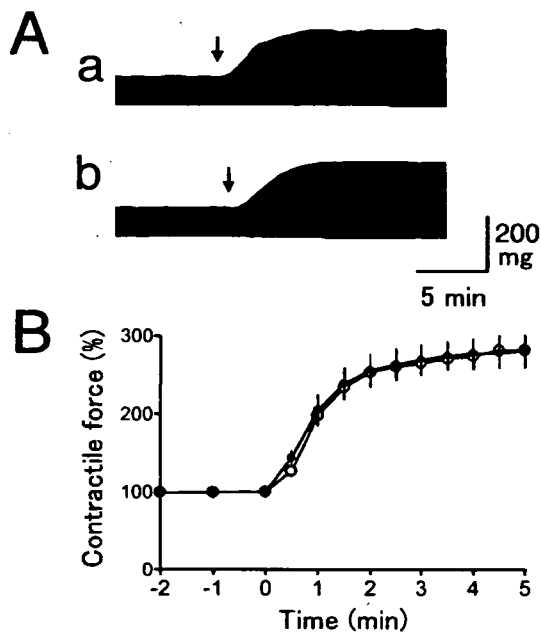 A
a
b
200
mg
5 min
B
Contractile force (%)
300
200
100
0
-2 -1 0 1 2 3 4 5
Time (min)